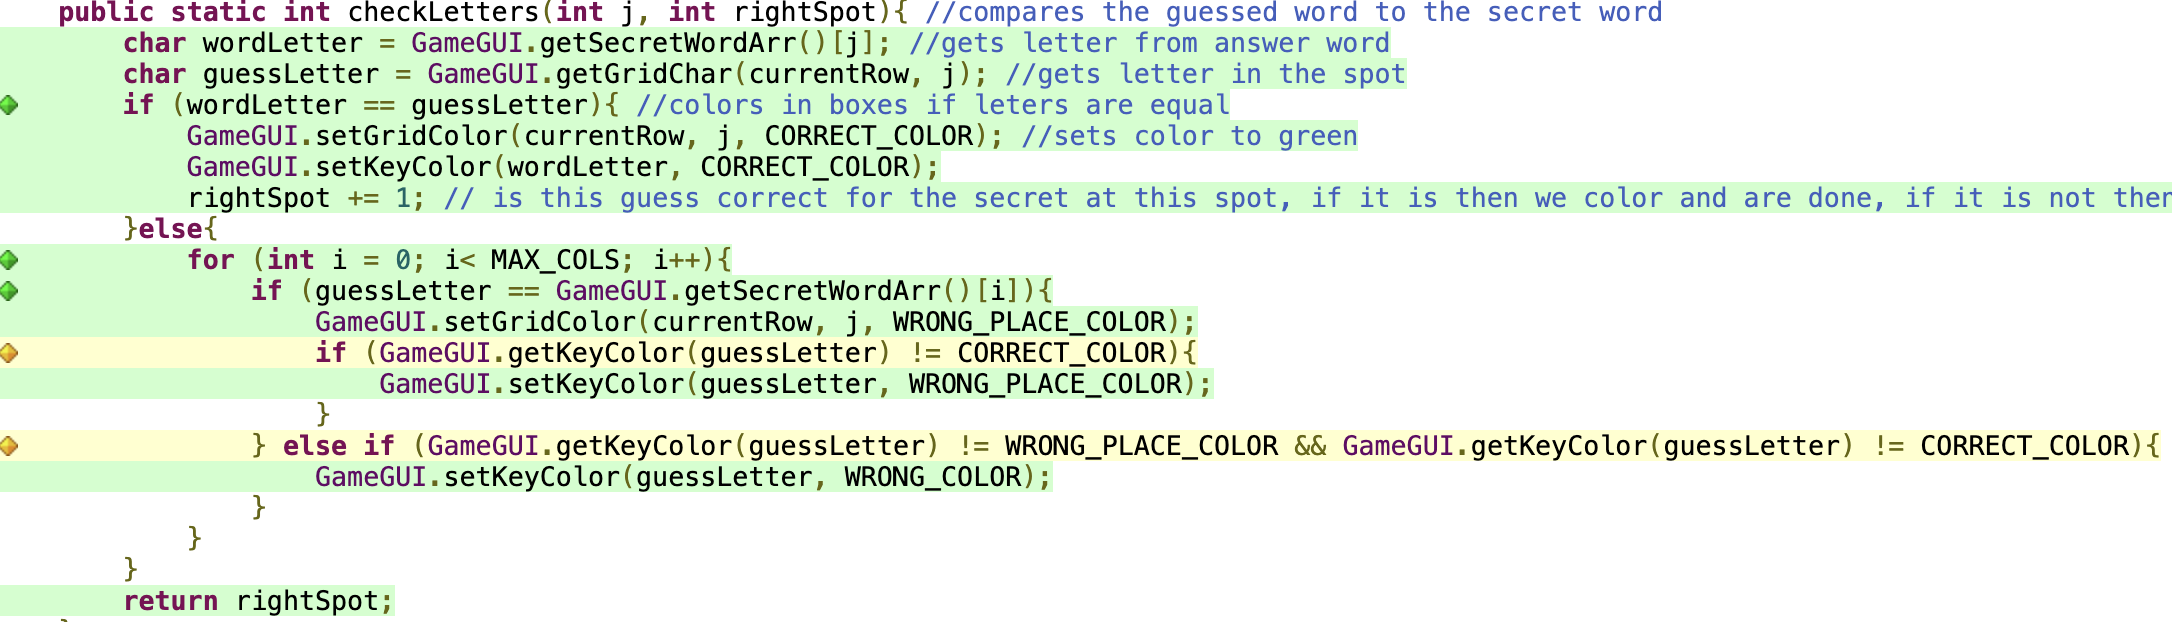 public static int checkLetters(int j, int rightSpot){ //compares the guessed word to the secret word
char wordLetter = GameGUI.getSecretWordArr()[j]; //gets letter from answer word
char guessLetter = GameGUI.getGridChar(currentRow, j); //gets letter in the spot
if (wordLetter == guessLetter){ //colors in boxes if leters are equal
GameGUI.setGridColor(currentRow, j, CORRECT_COLOR); //sets color to green
GameGUI.setKeyColor(wordLetter, CORRECT_COLOR);
rightSpot += 1; // is this guess correct for the secret at this spot, if it is then we color and are done, if it is not then
}else{
for (int i = 0; i< MAX_COLS; i++){
if (guessLetter == GameGUI.getSecretWordArr()[i]){
GameGUI.setGridColor(currentRow, j, WRONG_PLACE_COLOR);
if (GameGUI.getKeyColor(guessLetter) != CORRECT_COLOR){
GameGUI.setKeyColor(guessLetter, WRONG_PLACE_COLOR);
}
} else if (GameGUI.getKeyColor(guessLetter) != WRONG_PLACE_COLOR && GameGUI.getKeyColor(guessLetter) != CORRECT_COLOR){
GameGUI.setKeyColor(guessLetter, WRONG_COLOR);
}
}
}
return rightSpot;